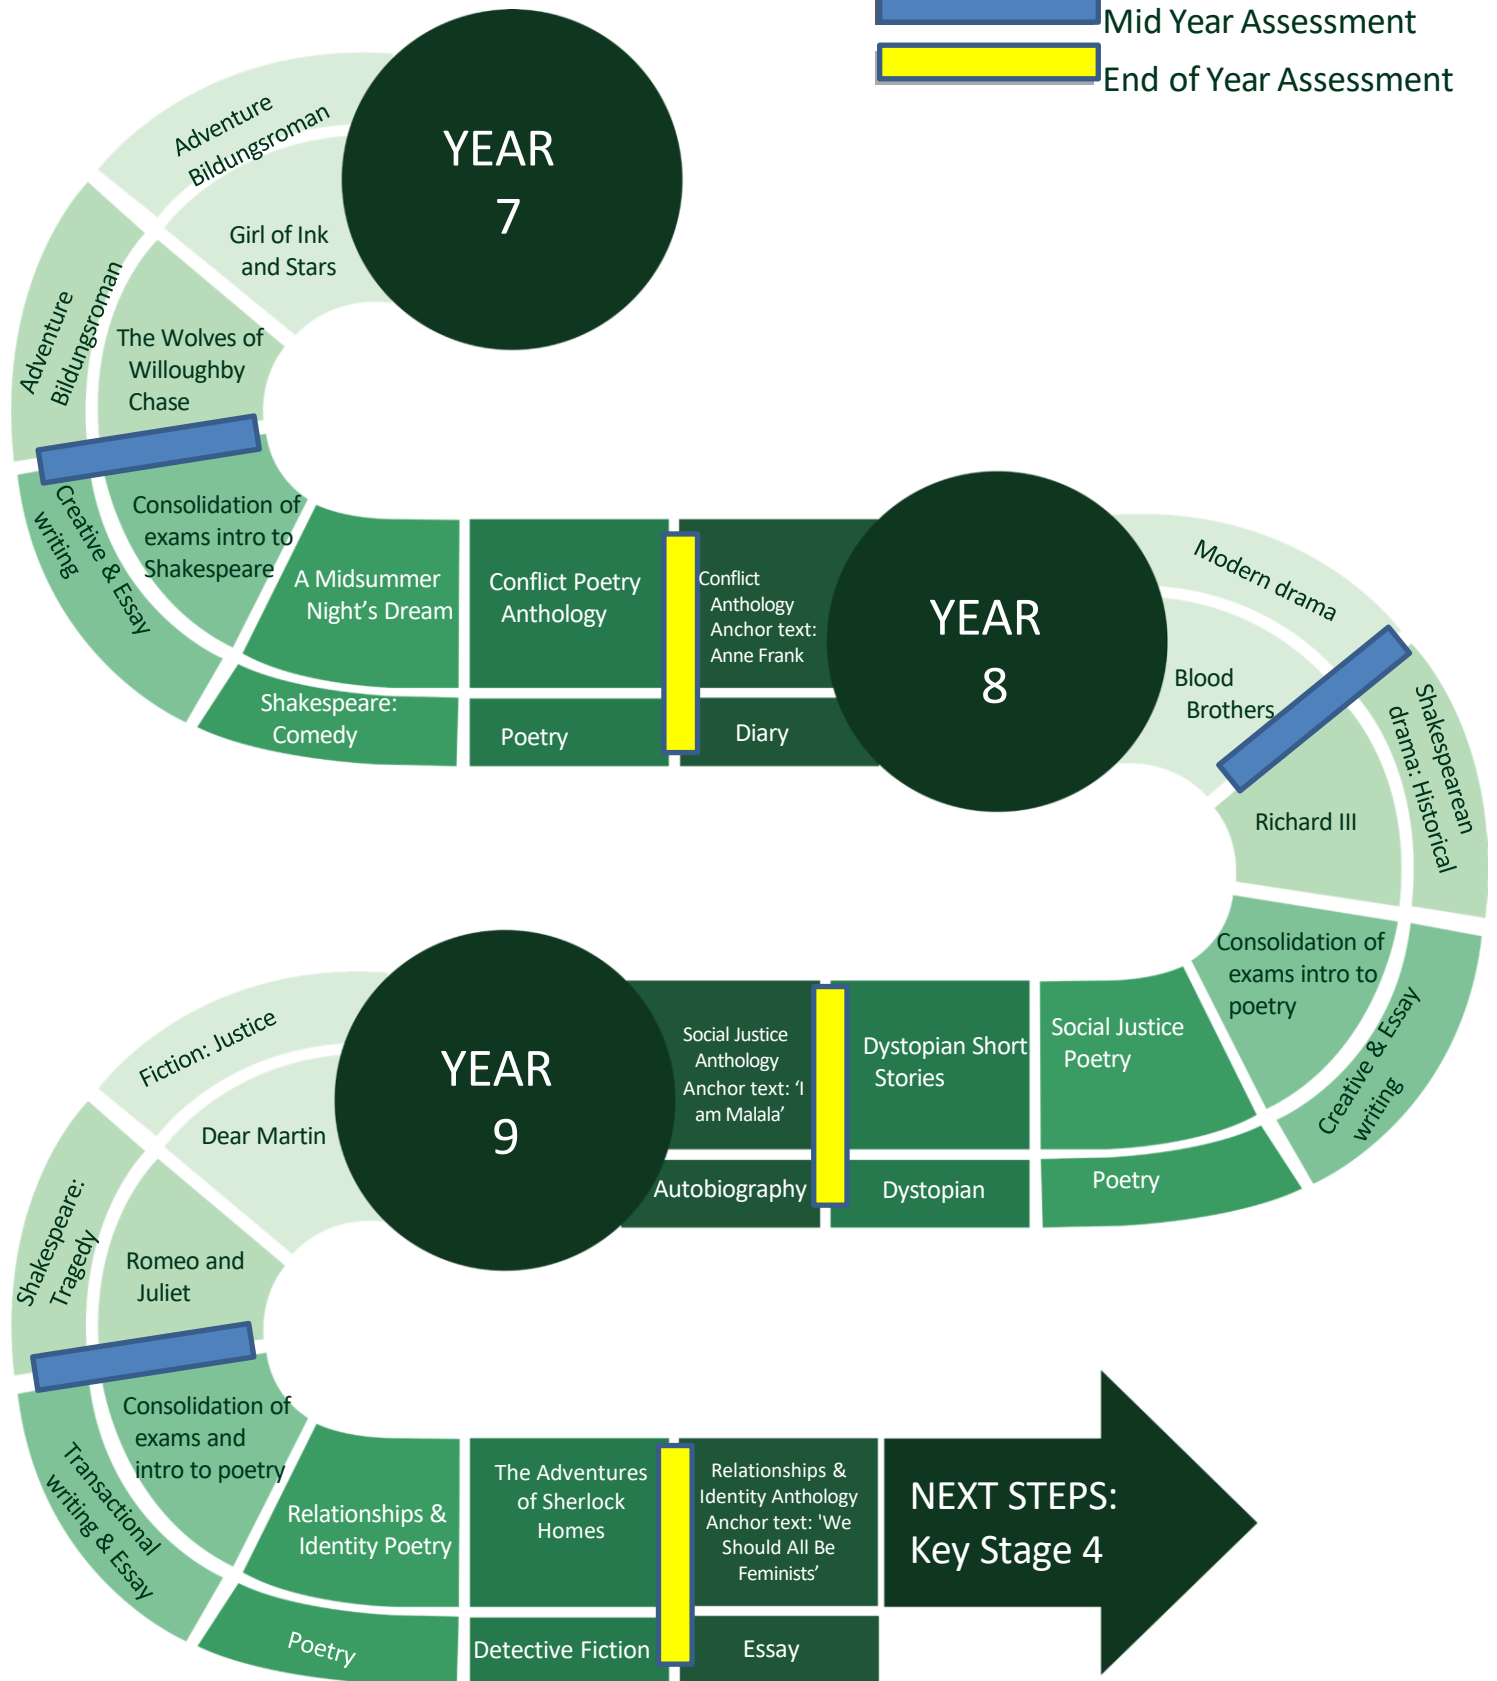 Mid Year Assessment
End of Year Assessment
YEAR
7
Adventure
Bildungsroman
Girl of Ink
and Stars
Adventure
Bildungsroman
The Wolves of
Willoughby
Chase
Creative & Essay
writing
Consolidation of
exams intro to
Shakespeare
A Midsummer
Night’s Dream
Shakespeare:
Comedy
Conflict Poetry
Anthology
Poetry
Conflict
Anthology
Anchor text:
Anne Frank
Diary
YEAR
8
Modern drama
Blood
Brothers
Shakespearean
drama: Historical
Richard III
Consolidation of
exams intro to
poetry
Creative & Essay
writing
Social Justice
Poetry
Poetry
Dystopian Short
Stories
Dystopian
Social Justice
Anthology
Anchor text: ‘I
am Malala’
Autobiography
YEAR
9
Fiction: Justice
Dear Martin
Shakespeare:
Tragedy
Romeo and
Juliet
Consolidation of
exams and
intro to poetry
Transactional
writing & Essay
Relationships &
Identity Poetry
Poetry
The Adventures
of Sherlock
Homes
Detective Fiction
Relationships &
Identity Anthology
Anchor text: 'We
Should All Be
Feminists’
Essay
NEXT STEPS:
Key Stage 4